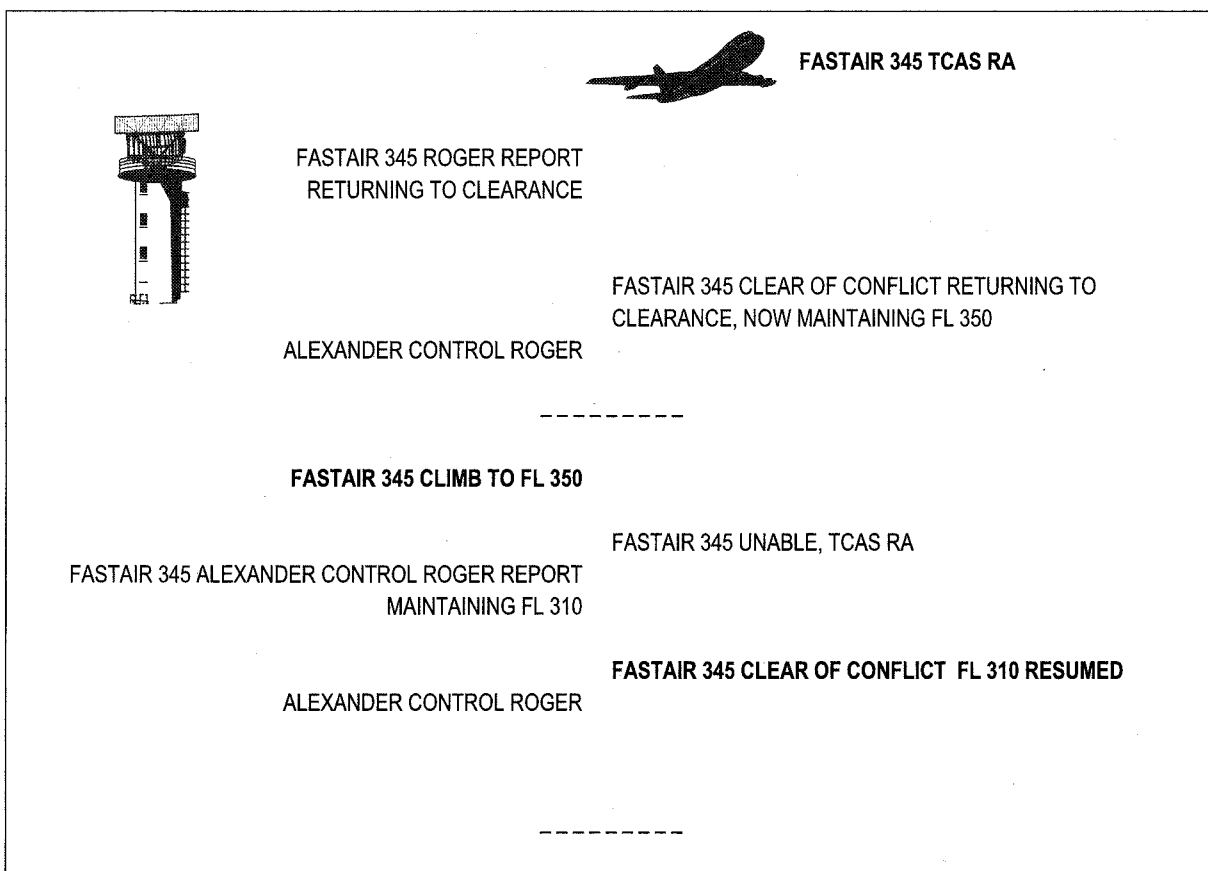 FASTAIR 345 TCAS RA
FASTAIR 345 ROGER REPORT
RETURNING TO CLEARANCE
FASTAIR 345 CLEAR OF CONFLICT RETURNING TO
CLEARANCE, NOW MAINTAINING FL 350
ALEXANDER CONTROL ROGER
---------
FASTAIR 345 CLIMB TO FL 350
FASTAIR 345 UNABLE, TCAS RA
FASTAIR 345 ALEXANDER CONTROL ROGER REPORT
MAINTAINING FL 310
FASTAIR 345 CLEAR OF CONFLICT FL 310 RESUMED
ALEXANDER CONTROL ROGER
---------